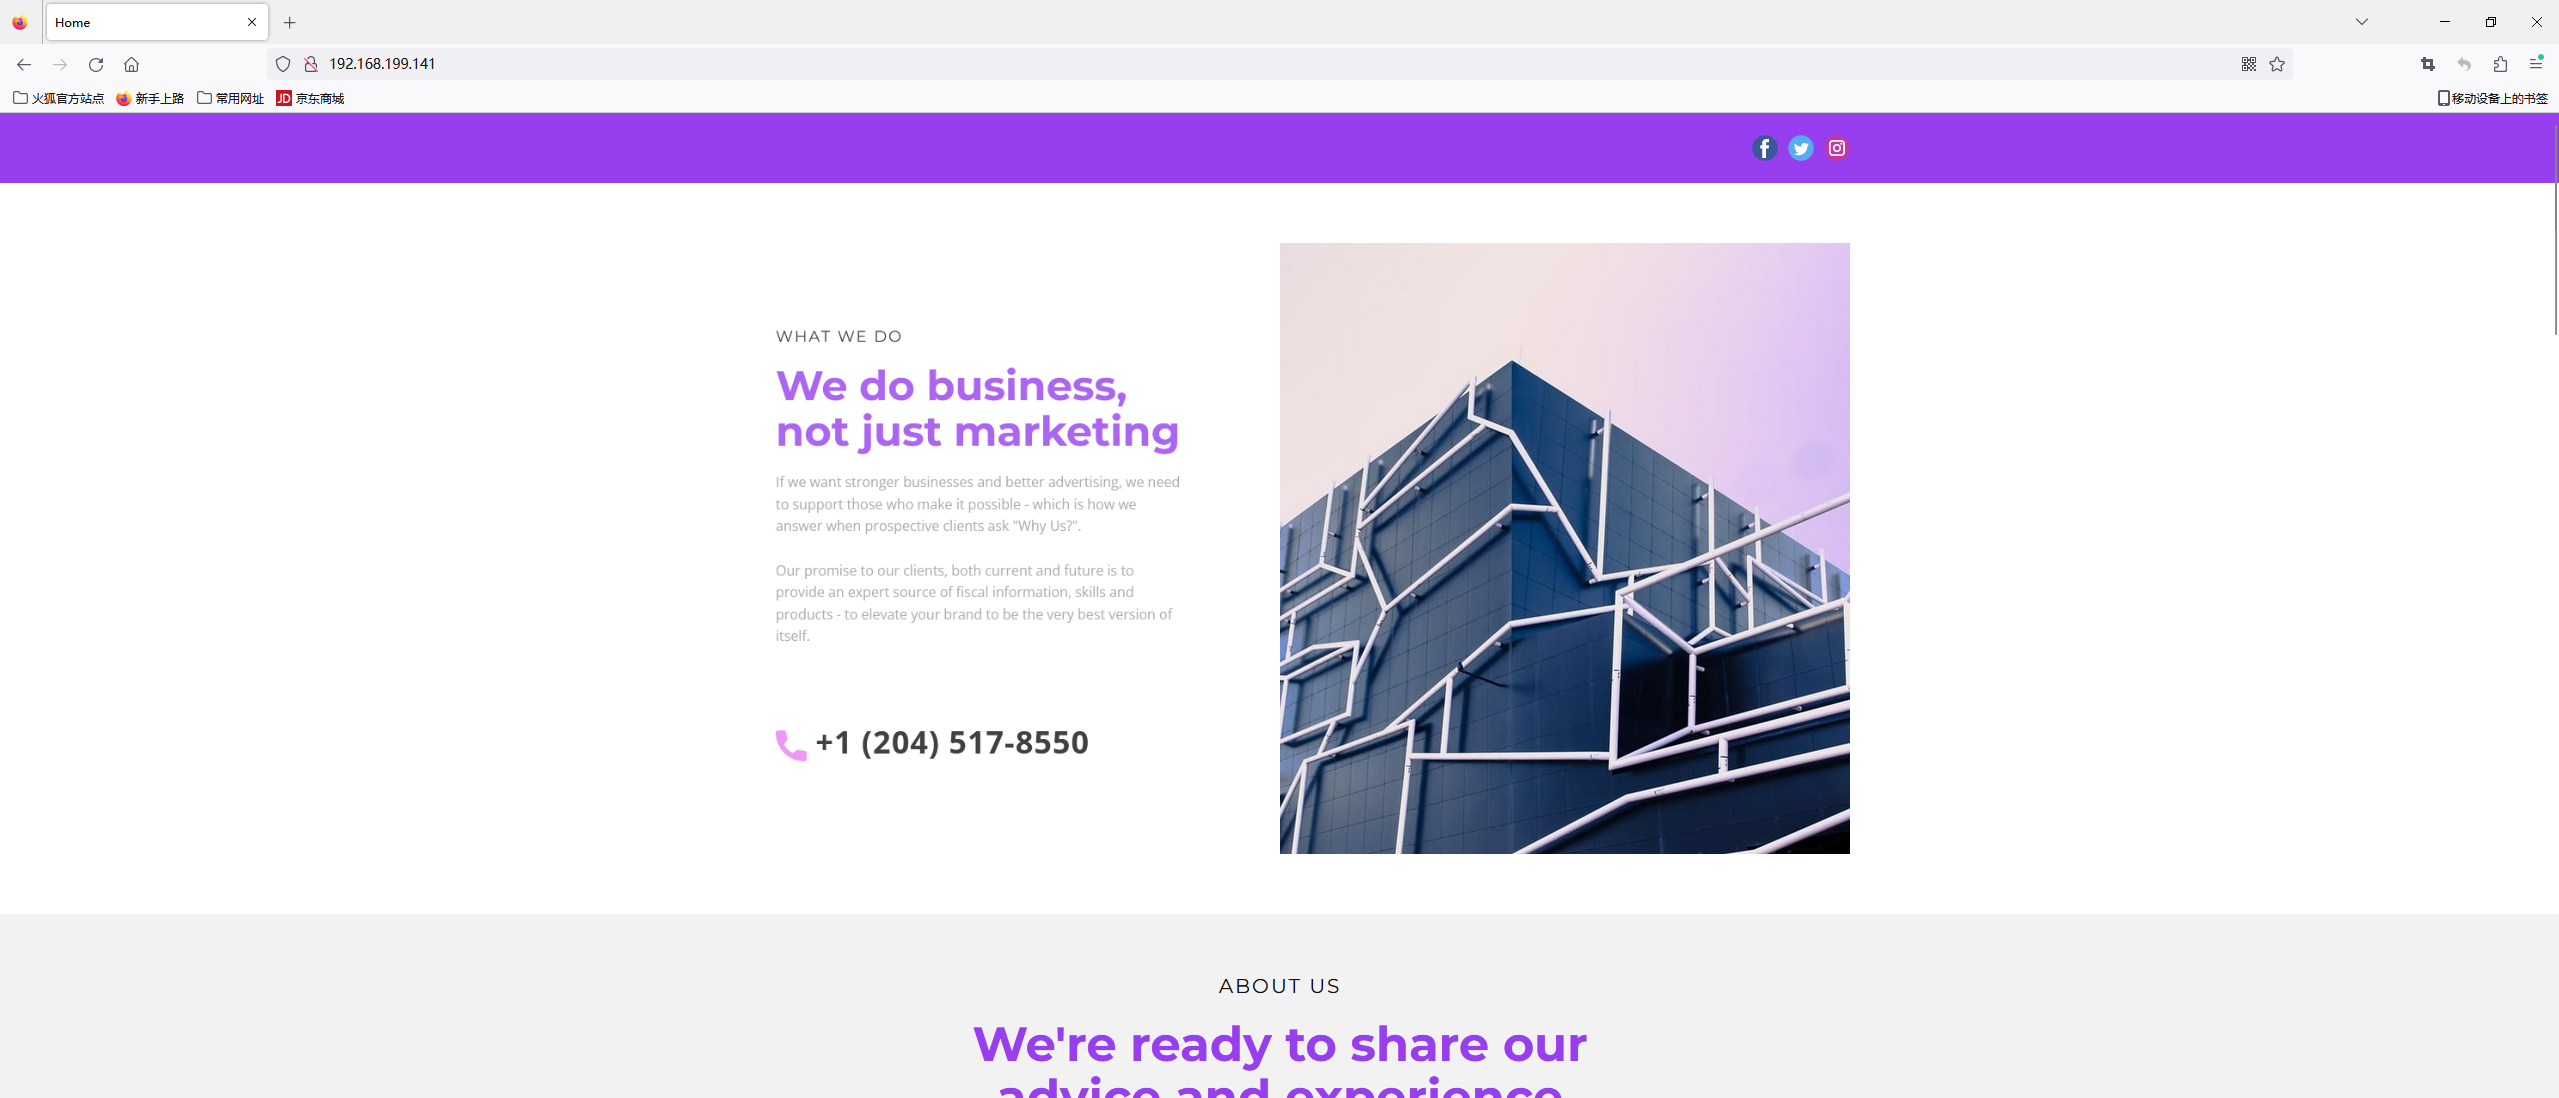 Home
192.168.199.141
火狐官方站点
新手上路
常用网址
JD 京东商城
移动设备上的书签
WHAT WE DO
We do business,
not just marketing
If we want stronger businesses and better advertising, we need
to support those who make it possible - which is how we
answer when prospective clients ask "Why Us?".
Our promise to our clients, both current and future is to
provide an expert source of fiscal information, skills and
products - to elevate your brand to be the very best version of
itself.
+1 (204) 517-8550
ABOUT US
We're ready to share our
advice and experience